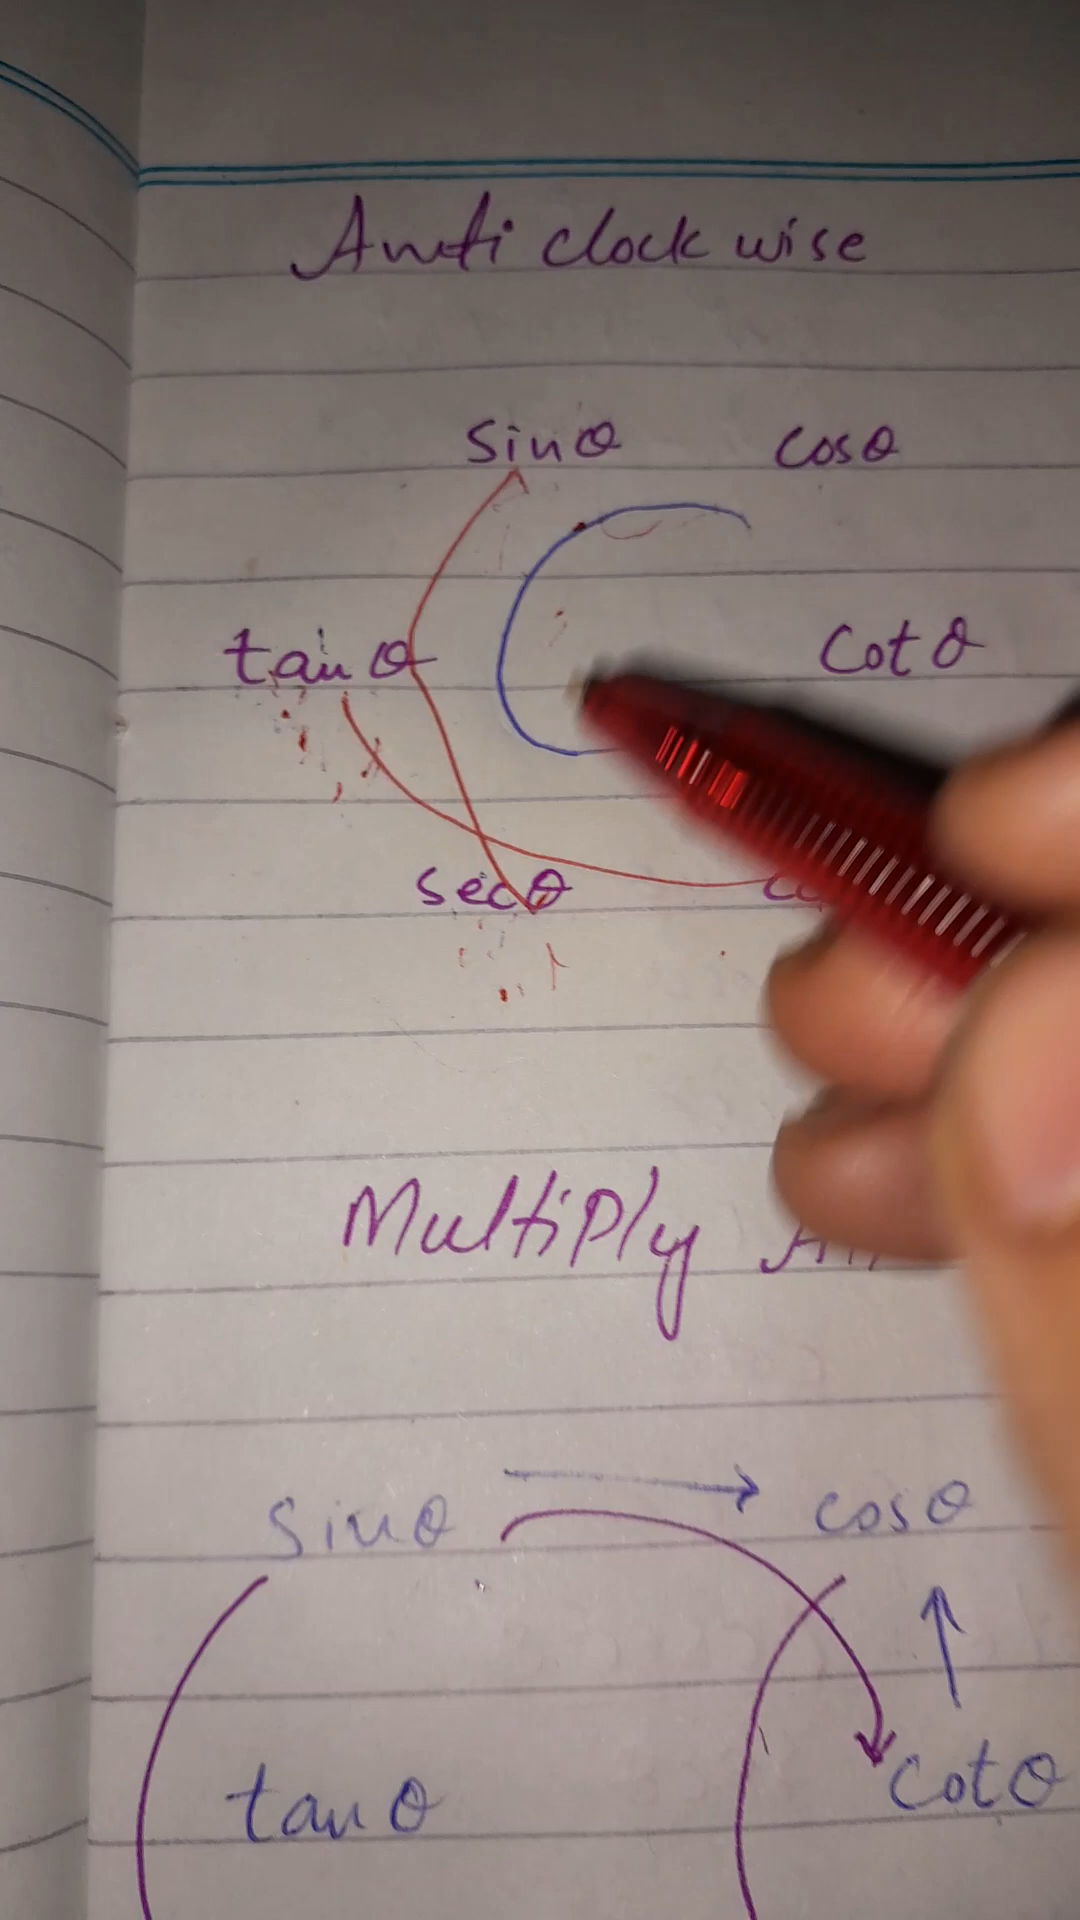 Anti clock wise
sinθ cosθ
tanθ cotθ
secθ
Multiply
sinθ cosθ
tanθ cotθ